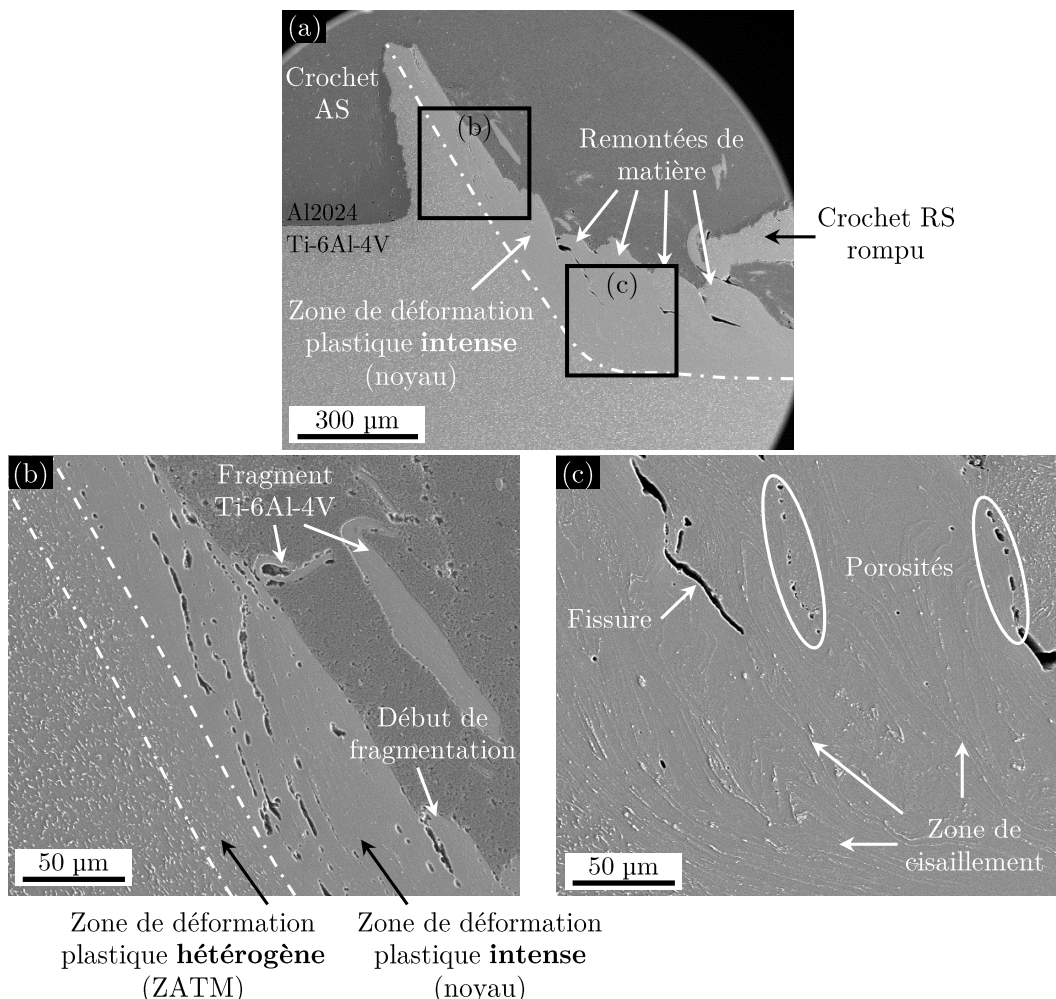 (a)
Crochet
AS
(b)
Remontées de
matière
Al2024
Ti-6Al-4V
Crochet RS
rompu
(c)
Zone de déformation
plastique intense
(noyau)
300 µm
(b)
Fragment
Ti-6Al-4V
Début de
fragmentation
50 µm
Zone de déformation
plastique hétérogène
(ZATM)
Zone de déformation
plastique intense
(noyau)
(c)
Porosités
Fissure
Zone de
cisaillement
50 µm